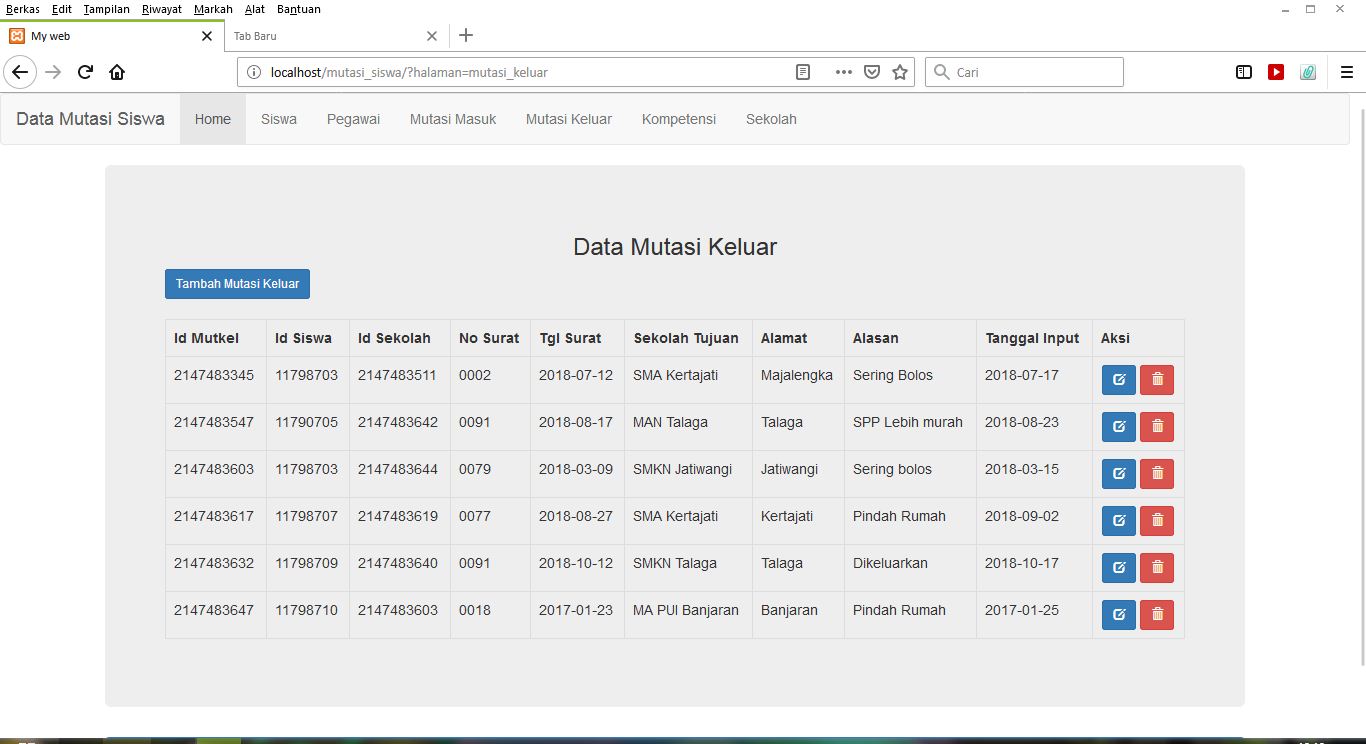 Berkas Edit Tampilan Riwayat Markah Alat Bantuan
My web Tab Baru
localhost/mutasi_siswa/?halaman=mutasi_keluar Cari
Data Mutasi Siswa Home Siswa Pegawai Mutasi Masuk Mutasi Keluar Kompetensi Sekolah
Data Mutasi Keluar
Tambah Mutasi Keluar
Id Mutkel Id Siswa Id Sekolah No Surat Tgl Surat Sekolah Tujuan Alamat Alasan Tanggal Input Aksi
2147483345 11798703 2147483511 0002 2018-07-12 SMA Kertajati Majalengka Sering Bolos 2018-07-17
2147483547 11790705 2147483642 0091 2018-08-17 MAN Talaga Talaga SPP Lebih murah 2018-08-23
2147483603 11798703 2147483644 0079 2018-03-09 SMKN Jatiwangi Jatiwangi Sering bolos 2018-03-15
2147483617 11798707 2147483619 0077 2018-08-27 SMA Kertajati Kertajati Pindah Rumah 2018-09-02
2147483632 11798709 2147483640 0091 2018-10-12 SMKN Talaga Talaga Dikeluarkan 2018-10-17
2147483647 11798710 2147483603 0018 2017-01-23 MA PUI Banjaran Banjaran Pindah Rumah 2017-01-25